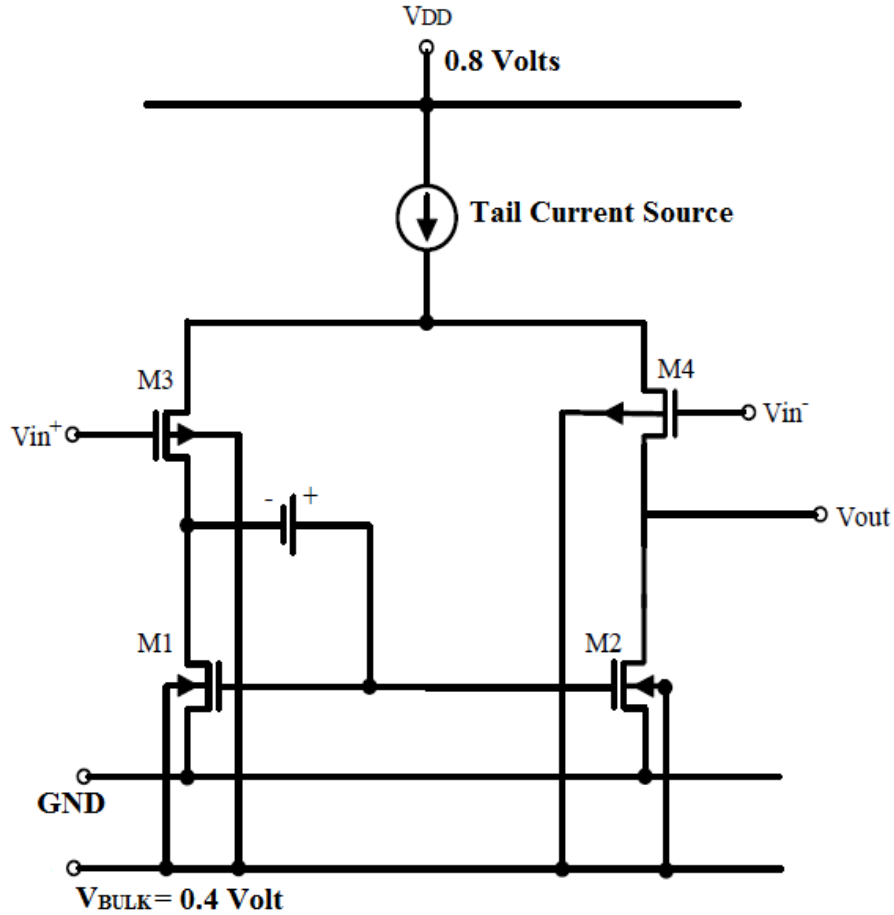 VDD
0.8 Volts
Tail Current Source
M3
M4
Vin+
Vin-
- +
Vout
M1
M2
GND
VBULK= 0.4 Volt